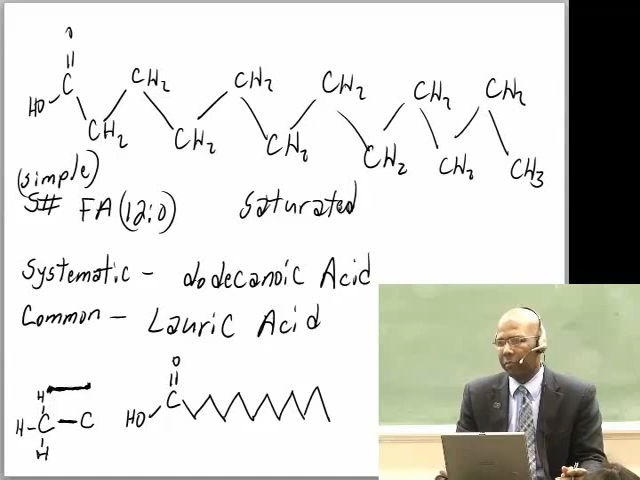 O
||
HO C CH2 CH2 CH2 CH2 CH2
CH2 CH2 CH2 CH2 CH2 CH3
(simple)
S# FA(12:0) Saturated
Systematic - dodecanoic Acid
Common - Lauric Acid
O
||
HO C
H
H-C-C
H